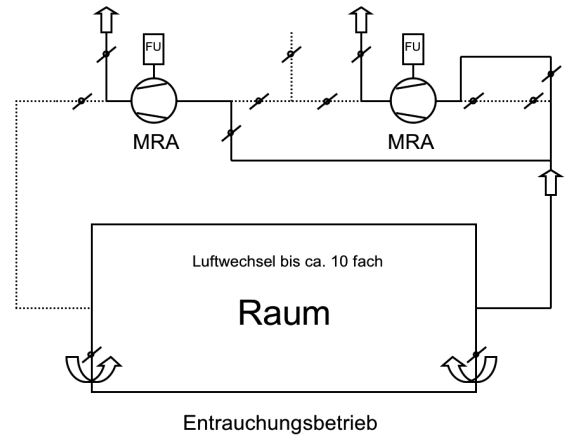 FU
FU
MRA
MRA
Luftwechsel bis ca. 10 fach
Raum
Entrauchungsbetrieb